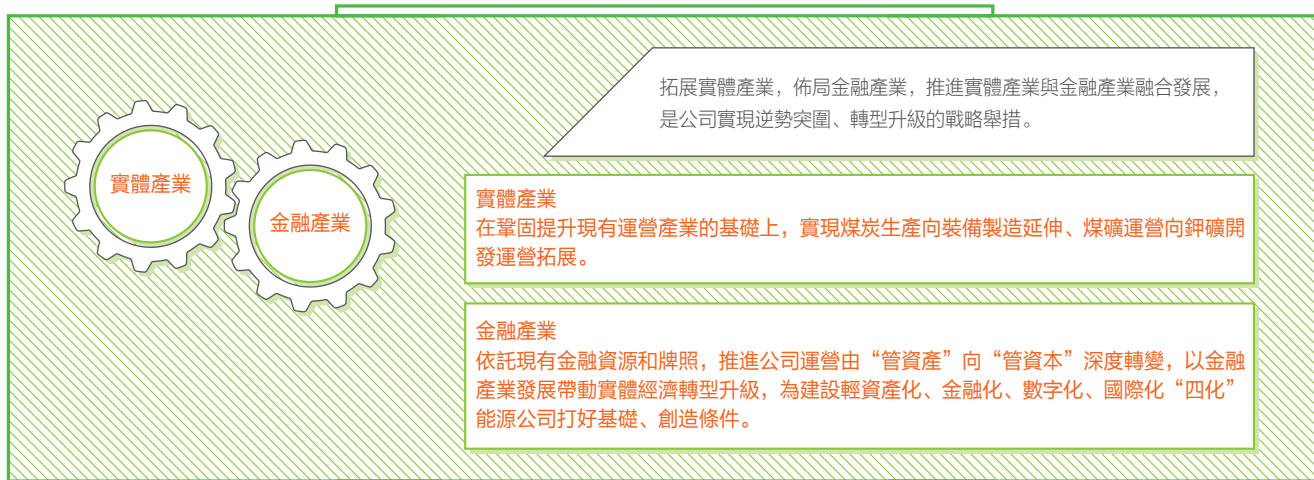 拓展實體產業，佈局金融產業，推進實體產業與金融產業融合發展，
是公司實現逆勢突圍、轉型升級的戰略舉措。
實體產業
金融產業
實體產業
在鞏固提升現有運營產業的基礎上，實現煤炭生產向裝備製造延伸、煤礦運營向鉀礦開
發運營拓展。
金融產業
依託現有金融資源和牌照，推進公司運營由“管資產”向“管資本”深度轉變，以金融
產業發展帶動實體經濟轉型升級，為建設輕資產化、金融化、數字化、國際化“四化”
能源公司打好基礎、創造條件。